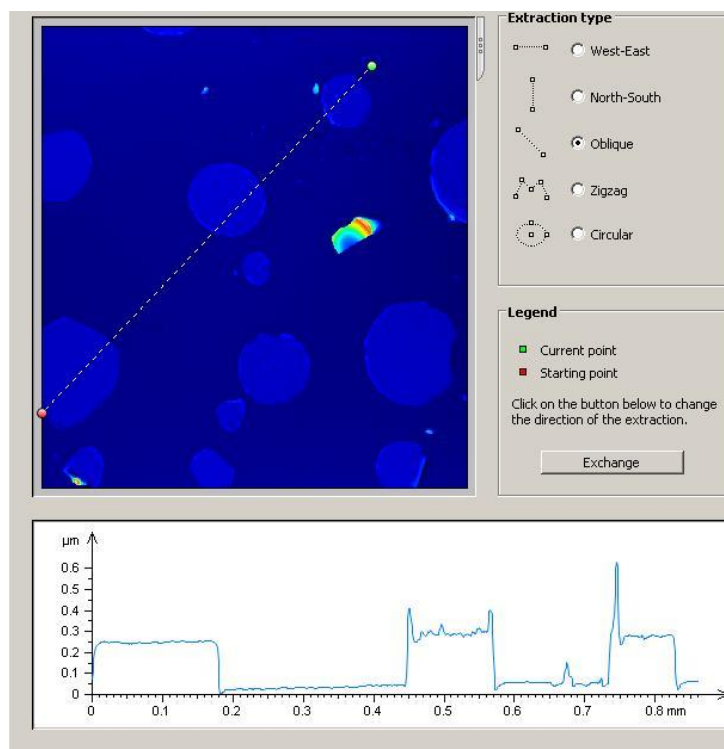 Extraction type
West-East
North-South
Oblique
Zigzag
Circular
Legend
Current point
Starting point
Click on the button below to change
the direction of the extraction.
Exchange
µm
0.6
0.5
0.4
0.3
0.2
0.1
0
0 0.1 0.2 0.3 0.4 0.5 0.6 0.7 0.8 mm